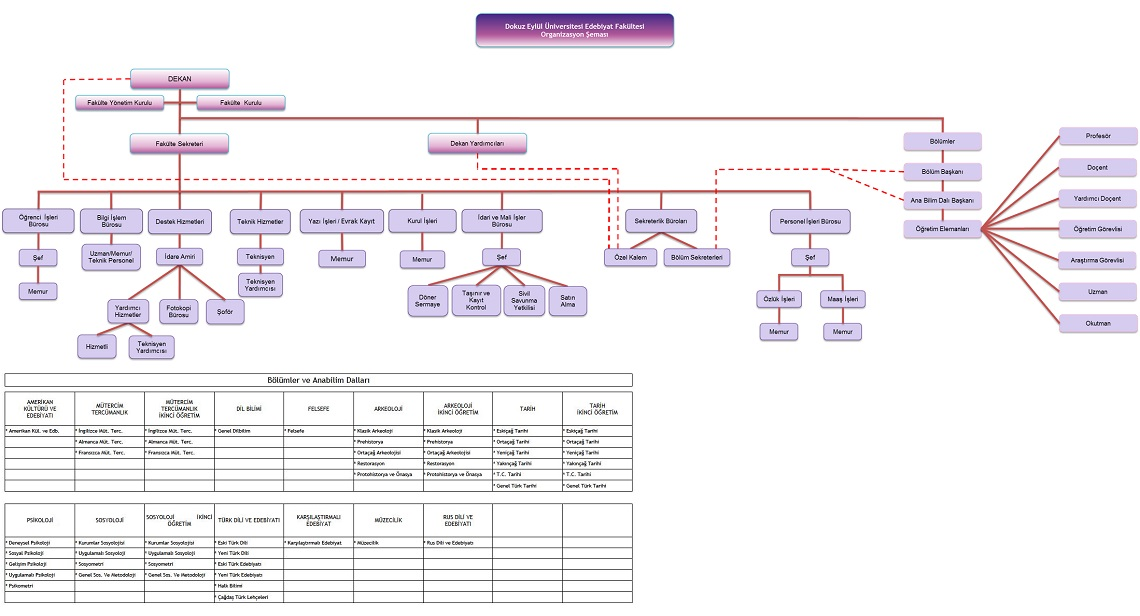 Dokuz Eylül Üniversitesi Edebiyat Fakültesi
Organtzasyon Şeması
DEKAN
Fakülte Yönetim Kurulu
Fakülte Kurulu
Fakülte Sekreteri
Dekan Yardımcıları
Bölümler
Bölüm Başkanı
Ana Bilim Dalı Başkanı
Öğretim Elemanları
Profesör
Doçent
Yardımcı Doçent
Öğretim Görevlisi
Araştırma Görevlisi
Uzman
Okutman
Öğrenci İşleri
Bürosu
Bilgi İşlem
Bürosu
Destek Hizmetleri
Teknik Hizmetler
Yazı İşleri / Evrak Kayıt
Kurul İşleri
İdari ve Mali İşler
Bürosu
Sekreterlik Büroları
Personel İşleri Bürosu
Şef
Uzman/Memur/
Teknik Personel
İdare Amiri
Teknisyen
Memur
Memur
Şef
Özel Kalem
Bölüm Sekreterleri
Şef
Memur
Teknisyen
Yardımcısı
Yardımcı
Hizmetler
Fotokopi
Bürosu
Şoför
Döner
Sermaye
Taşınır ve
Kayıt
Kontrol
Sivil
Savunma
Yetkilisi
Satın
Alma
Özlük İşleri
Maaş İşleri
Hizmetli
Teknisyen
Yardımcısı
Memur
Memur
Bölümler ve Anabilim Dalları
AMERİKAN
KÜLTÜRÜ VE
EDEBİYATI
MÜTERCİM
TERCÜMANLIK
MÜTERCİM
TERCÜMANLIK
İKİNCİ ÖĞRETİM
DİL BİLİMİ
FELSEFE
ARKEOLOJİ
ARKEOLOJİ
İKİNCİ ÖĞRETİM
TARİH
TARİH
İKİNCİ ÖĞRETİM
* Amerikan Kül. ve Edb. * İngilizce Müt. Terc. * İngilizce Müt. Terc. * Genel Dilbilim * Felsefe * Klasik Arkeoloji * Klasik Arkeoloji * Eskiçağ Tarihi * Eskiçağ Tarihi
* Almanca Müt. Terc. * Almanca Müt. Terc. * Prehistorya * Prehistorya * Ortaçağ Tarihi * Ortaçağ Tarihi
* Fransızca Müt. Terc. * Fransızca Müt. Terc. * Ortaçağ Arkeolojisi * Ortaçağ Arkeolojisi * Yeniçağ Tarihi * Yeniçağ Tarihi
* Restorasyon * Restorasyon * Yakınçağ Tarihi * Yakınçağ Tarihi
* Protohistorya ve Önasya * Protohistorya ve Önasya * T.C. Tarihi * T.C. Tarihi
* Genel Türk Tarihi * Genel Türk Tarihi
PSİKOLOJİ
SOSYOLOJİ
SOSYOLOJİ İKİNCİ
ÖĞRETİM
TÜRK DİLİ VE EDEBİYATI
KARŞILAŞTIRMALI
EDEBİYAT
MÜZECİLİK
RUS DİLİ VE
EDEBİYATI
* Deneysel Psikoloji * Kurumlar Sosyolojisi * Kurumlar Sosyolojisi * Eski Türk Dili * Karşılaştırmalı Edebiyat * Müzecilik * Rus Dili ve Edebiyatı
* Sosyal Psikoloji * Uygulamalı Sosyoloji * Uygulamalı Sosyoloji * Yeni Türk Dili
* Gelişim Psikoloji * Sosyometri * Sosyometri * Eski Türk Edebiyatı
* Uygulamalı Psikoloji * Genel Sos. Ve Metodoloji * Genel Sos. Ve Metodoloji * Yeni Türk Edebiyatı
* Psikometri * Halk Bilimi
* Çağdaş Türk Lehçeleri